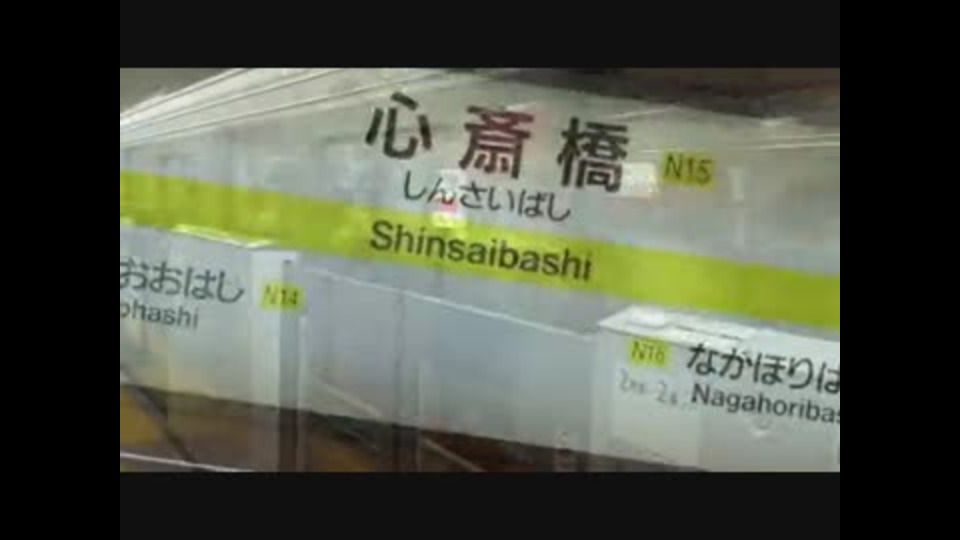 心斎橋 N15
しんさいばし
Shinsaibashi
おおはし N14
ohashi
N16 なかほりば
Nagahoribas